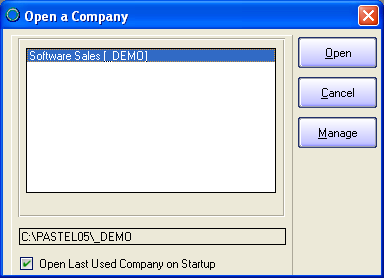 Open a Company
Software Sales [_DEMO]
Open
Cancel
Manage
C:\PASTEL05\_DEMO
Open Last Used Company on Startup